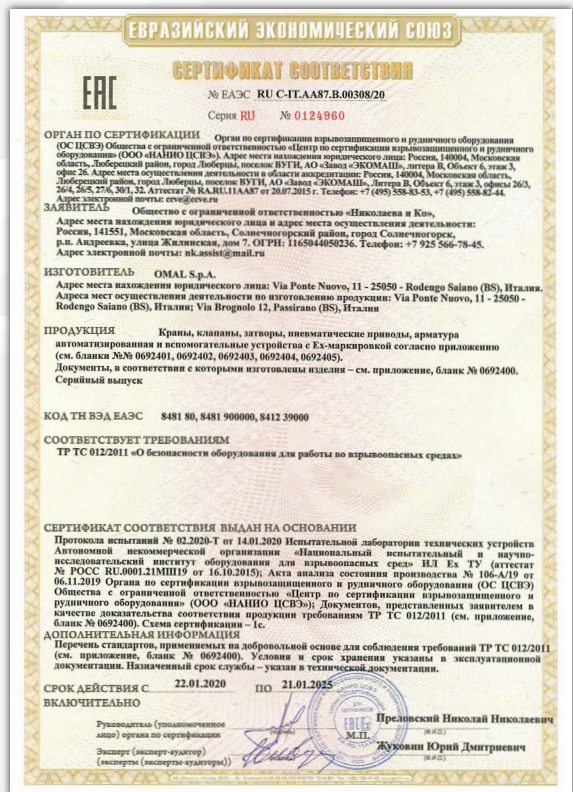 ЕВРАЗИЙСКИЙ ЭКОНОМИЧЕСКИЙ СОЮЗ
СЕРТИФИКАТ СООТВЕТСТВИЯ
ЕАС
№ ЕАЭС RU С-IT.АА87.В.00308/20
Серия RU № 0124960
ОРГАН ПО СЕРТИФИКАЦИИ Орган по сертификации взрывозащищенного и рудничного оборудования
(ОС ЦСВЭ) Общества с ограниченной ответственностью «Центр по сертификации взрывозащищенного и рудничного
оборудования» (ООО «НАНИО ЦСВЭ»). Адрес места нахождения юридического лица: Россия, 140004, Московская
область, Люберецкий район, город Люберцы, поселок ВУГИ, АО «Завод «ЭКОМАШ», литера В, Объект 6, этаж 3,
офис 26. Адрес места осуществления деятельности в области аккредитации: Россия, 140004, Московская область,
Люберецкий район, город Люберцы, поселок ВУГИ, АО «Завод «ЭКОМАШ», Литера В, Объект 6, этаж 3, офисы 26/3,
26/4, 26/5, 27/6, 30/1, 32. Аттестат № RA.RU.11АА87 от 20.07.2015 г. Телефон: +7 (495) 558-83-53, +7 (495) 558-82-44.
Адрес электронной почты: ccve@ccve.ru.
ЗАЯВИТЕЛЬ Общество с ограниченной ответственностью «Николаева и Ко»,
Адрес места нахождения юридического лица и адрес места осуществления деятельности:
Россия, 141551, Московская область, Солнечногорский район, город Солнечногорск,
р.п. Андреевка, улица Жилинская, дом 7. ОГРН: 1165044050236. Телефон: +7 925 566-78-45.
Адрес электронной почты: nk.assist@mail.ru
ИЗГОТОВИТЕЛЬ OMAL S.p.A.
Адрес места нахождения юридического лица: Via Ponte Nuovo, 11 - 25050 - Rodengo Saiano (BS), Италия.
Адреса мест осуществления деятельности по изготовлению продукции: Via Ponte Nuovo, 11 - 25050 -
Rodengo Saiano (BS), Италия; Via Brognolo 12, Passirano (BS), Италия
ПРОДУКЦИЯ Краны, клапаны, затворы, пневматические приводы, арматура
автоматизированная и вспомогательные устройства с Ex-маркировкой согласно приложению
(см. бланки №№ 0692401, 0692402, 0692403, 0692404, 0692405).
Документы, в соответствии с которыми изготовлены изделия – см. приложение, бланк № 0692400.
Серийный выпуск
КОД ТН ВЭД ЕАЭС 8481 80, 8481 900000, 8412 39000
СООТВЕТСТВУЕТ ТРЕБОВАНИЯМ
ТР ТС 012/2011 «О безопасности оборудования для работы во взрывоопасных средах»
СЕРТИФИКАТ СООТВЕТСТВИЯ ВЫДАН НА ОСНОВАНИИ
Протокола испытаний № 02.2020-Т от 14.01.2020 Испытательной лаборатории технических устройств
Автономной некоммерческой организации «Национальный испытательный и научно-
исследовательский институт оборудования для взрывоопасных сред» ИЛ Ex ТУ (аттестат
№ РОСС RU.0001.21МШ19 от 16.10.2015); Акта анализа состояния производства № 106-А/19 от
06.11.2019 Органа по сертификации взрывозащищенного и рудничного оборудования (ОС ЦСВЭ)
Общества с ограниченной ответственностью «Центр по сертификации взрывозащищенного и
рудничного оборудования» (ООО «НАНИО ЦСВЭ»); Документов, представленных заявителем в
качестве доказательства соответствия продукции требованиям ТР ТС 012/2011 (см. приложение,
бланк № 0692400). Схема сертификации – 1с.
ДОПОЛНИТЕЛЬНАЯ ИНФОРМАЦИЯ
Перечень стандартов, применяемых на добровольной основе для соблюдения требований ТР ТС 012/2011
(см. приложение, бланк № 0692400). Условия и срок хранения указаны в эксплуатационной
документации. Назначенный срок службы – указан в технической документации.
СРОК ДЕЙСТВИЯ С 22.01.2020 ПО 21.01.2025
ВКЛЮЧИТЕЛЬНО
Руководитель (уполномоченное
лицо) органа по сертификации
(подпись)
М.П.
Преловский Николай Николаевич
(Ф.И.О.)
Эксперт (эксперт-аудитор)
(эксперты (эксперты-аудиторы))
Жуковин Юрий Дмитриевич
(Ф.И.О.)